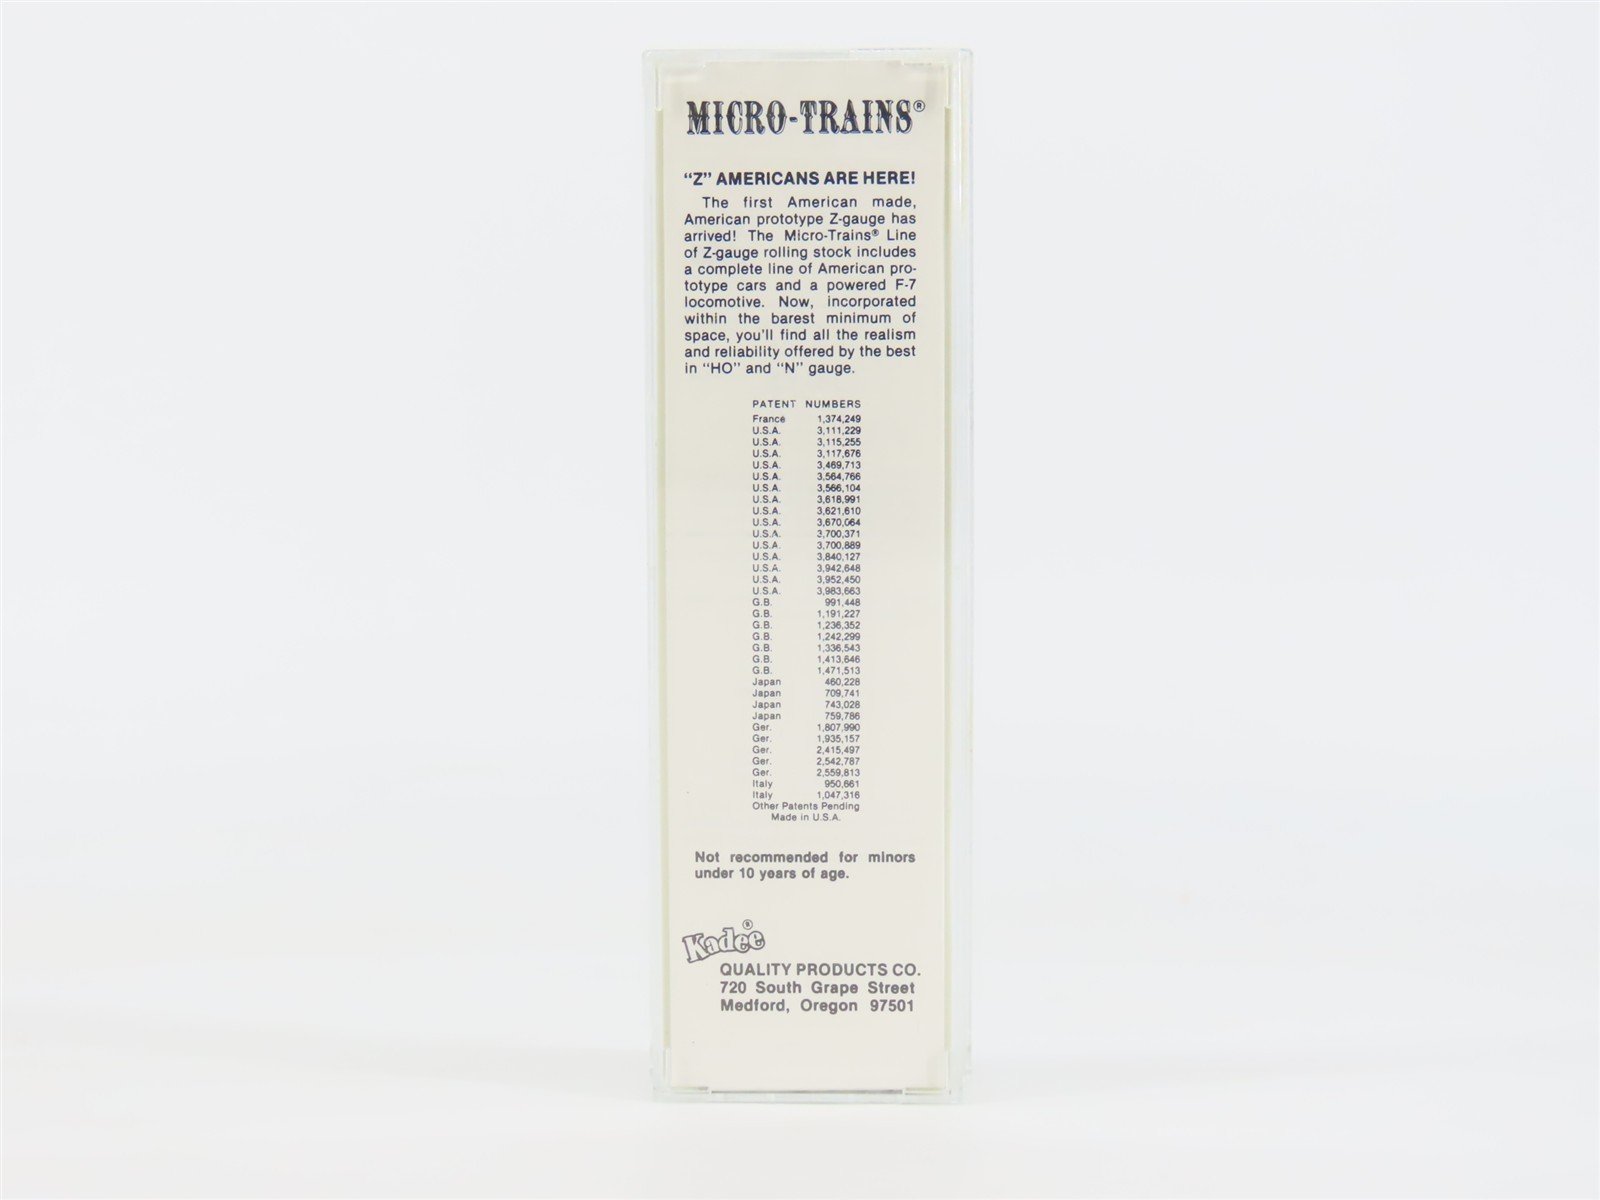 MICRO-TRAINS®
“Z” AMERICANS ARE HERE!
The first American made,
American prototype Z-gauge has
arrived! The Micro-Trains® Line
of Z-gauge rolling stock includes
a complete line of American pro-
totype cars and a powered F-7
locomotive. Now, incorporated
within the barest minimum of
space, you'll find all the realism
and reliability offered by the best
in “HO” and “N” gauge.
PATENT NUMBERS
France 1,374,249
U.S.A. 3,111,229
U.S.A. 3,115,255
U.S.A. 3,117,676
U.S.A. 3,469,713
U.S.A. 3,564,766
U.S.A. 3,566,104
U.S.A. 3,618,991
U.S.A. 3,621,610
U.S.A. 3,670,064
U.S.A. 3,700,371
U.S.A. 3,700,889
U.S.A. 3,840,127
U.S.A. 3,942,648
U.S.A. 3,952,450
U.S.A. 3,983,663
G.B. 991,448
G.B. 1,191,227
G.B. 1,236,352
G.B. 1,242,299
G.B. 1,336,543
G.B. 1,413,646
G.B. 1,471,513
Japan 460,228
Japan 709,741
Japan 743,028
Japan 759,786
Ger. 1,807,990
Ger. 1,935,157
Ger. 2,415,497
Ger. 2,542,787
Ger. 2,559,813
Italy 950,661
Italy 1,047,316
Other Patents Pending
Made in U.S.A.
Not recommended for minors
under 10 years of age.
Kadee®
QUALITY PRODUCTS CO.
720 South Grape Street
Medford, Oregon 97501